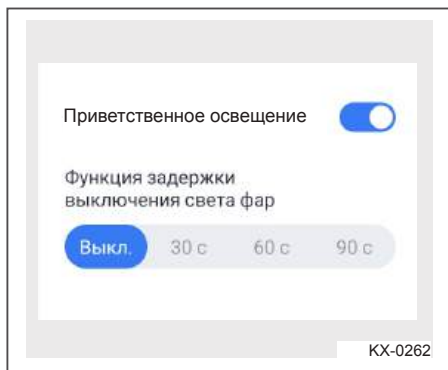 Приветственное освещение
Функция задержки
выключения света фар
Выкл. 30 с 60 с 90 с
KX-0262